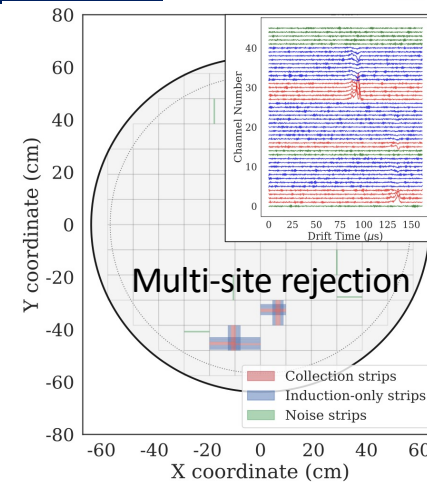 80
60
40
20
0
-20
-40
-60
-80
Y coordinate (cm)
-60 -40 -20 0 20 40
X coordinate (cm)
40
30
20
10
0
Channel Number
0 25 50 75 100 125 150
Drift Time (μs)
Multi-site rejection
Collection strips
Induction-only strips
Noise strips